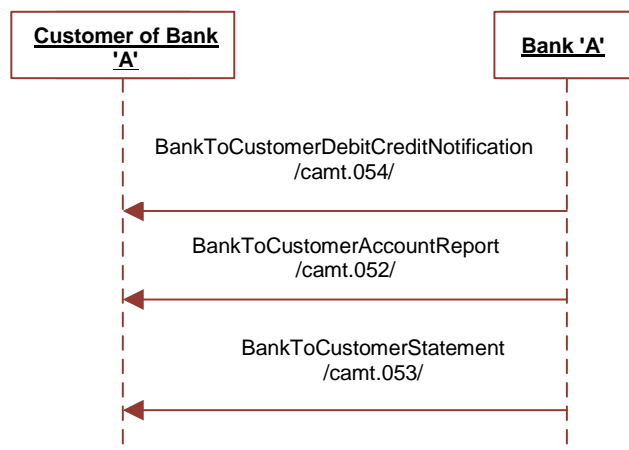 Customer of Bank
'A'
Bank 'A'
BankToCustomerDebitCreditNotification
/camt.054/
BankToCustomerAccountReport
/camt.052/
BankToCustomerStatement
/camt.053/